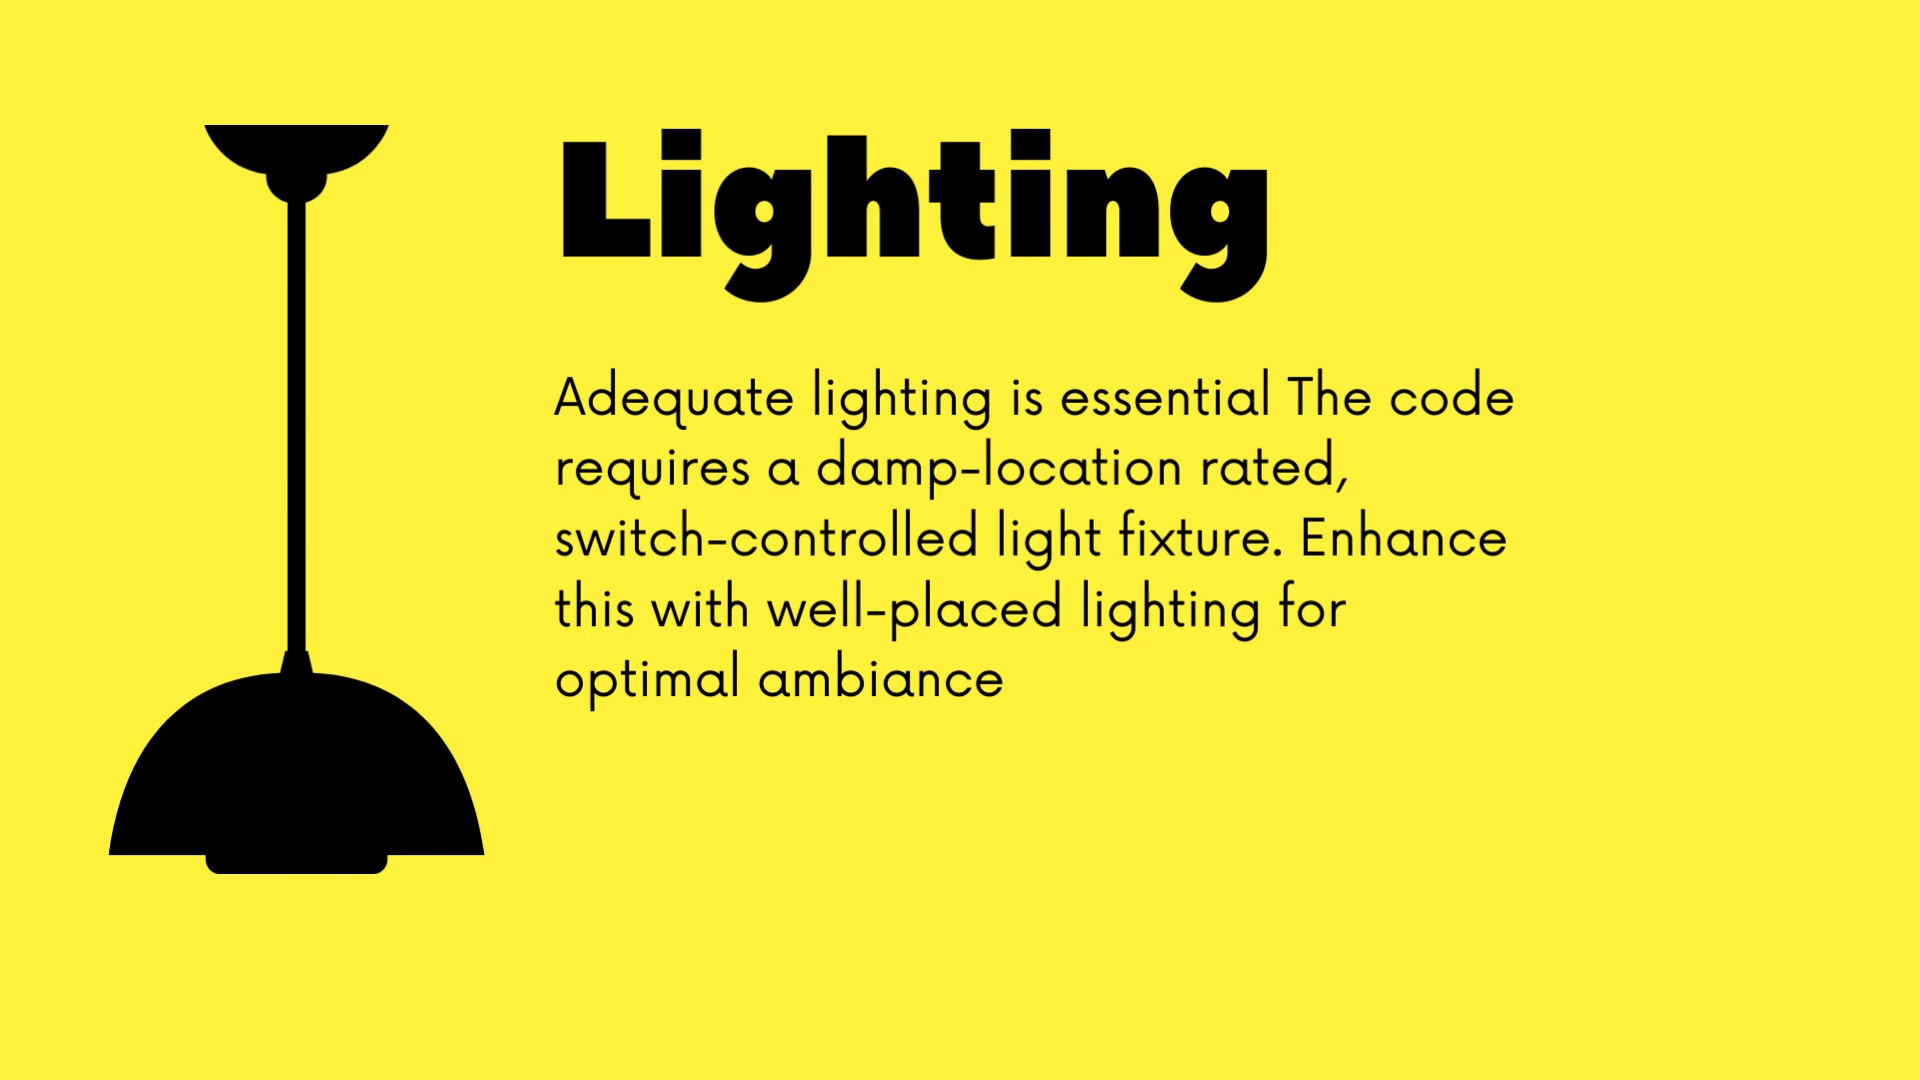 Lighting
Adequate lighting is essential The code
requires a damp-location rated,
switch-controlled light fixture. Enhance
this with well-placed lighting for
optimal ambiance